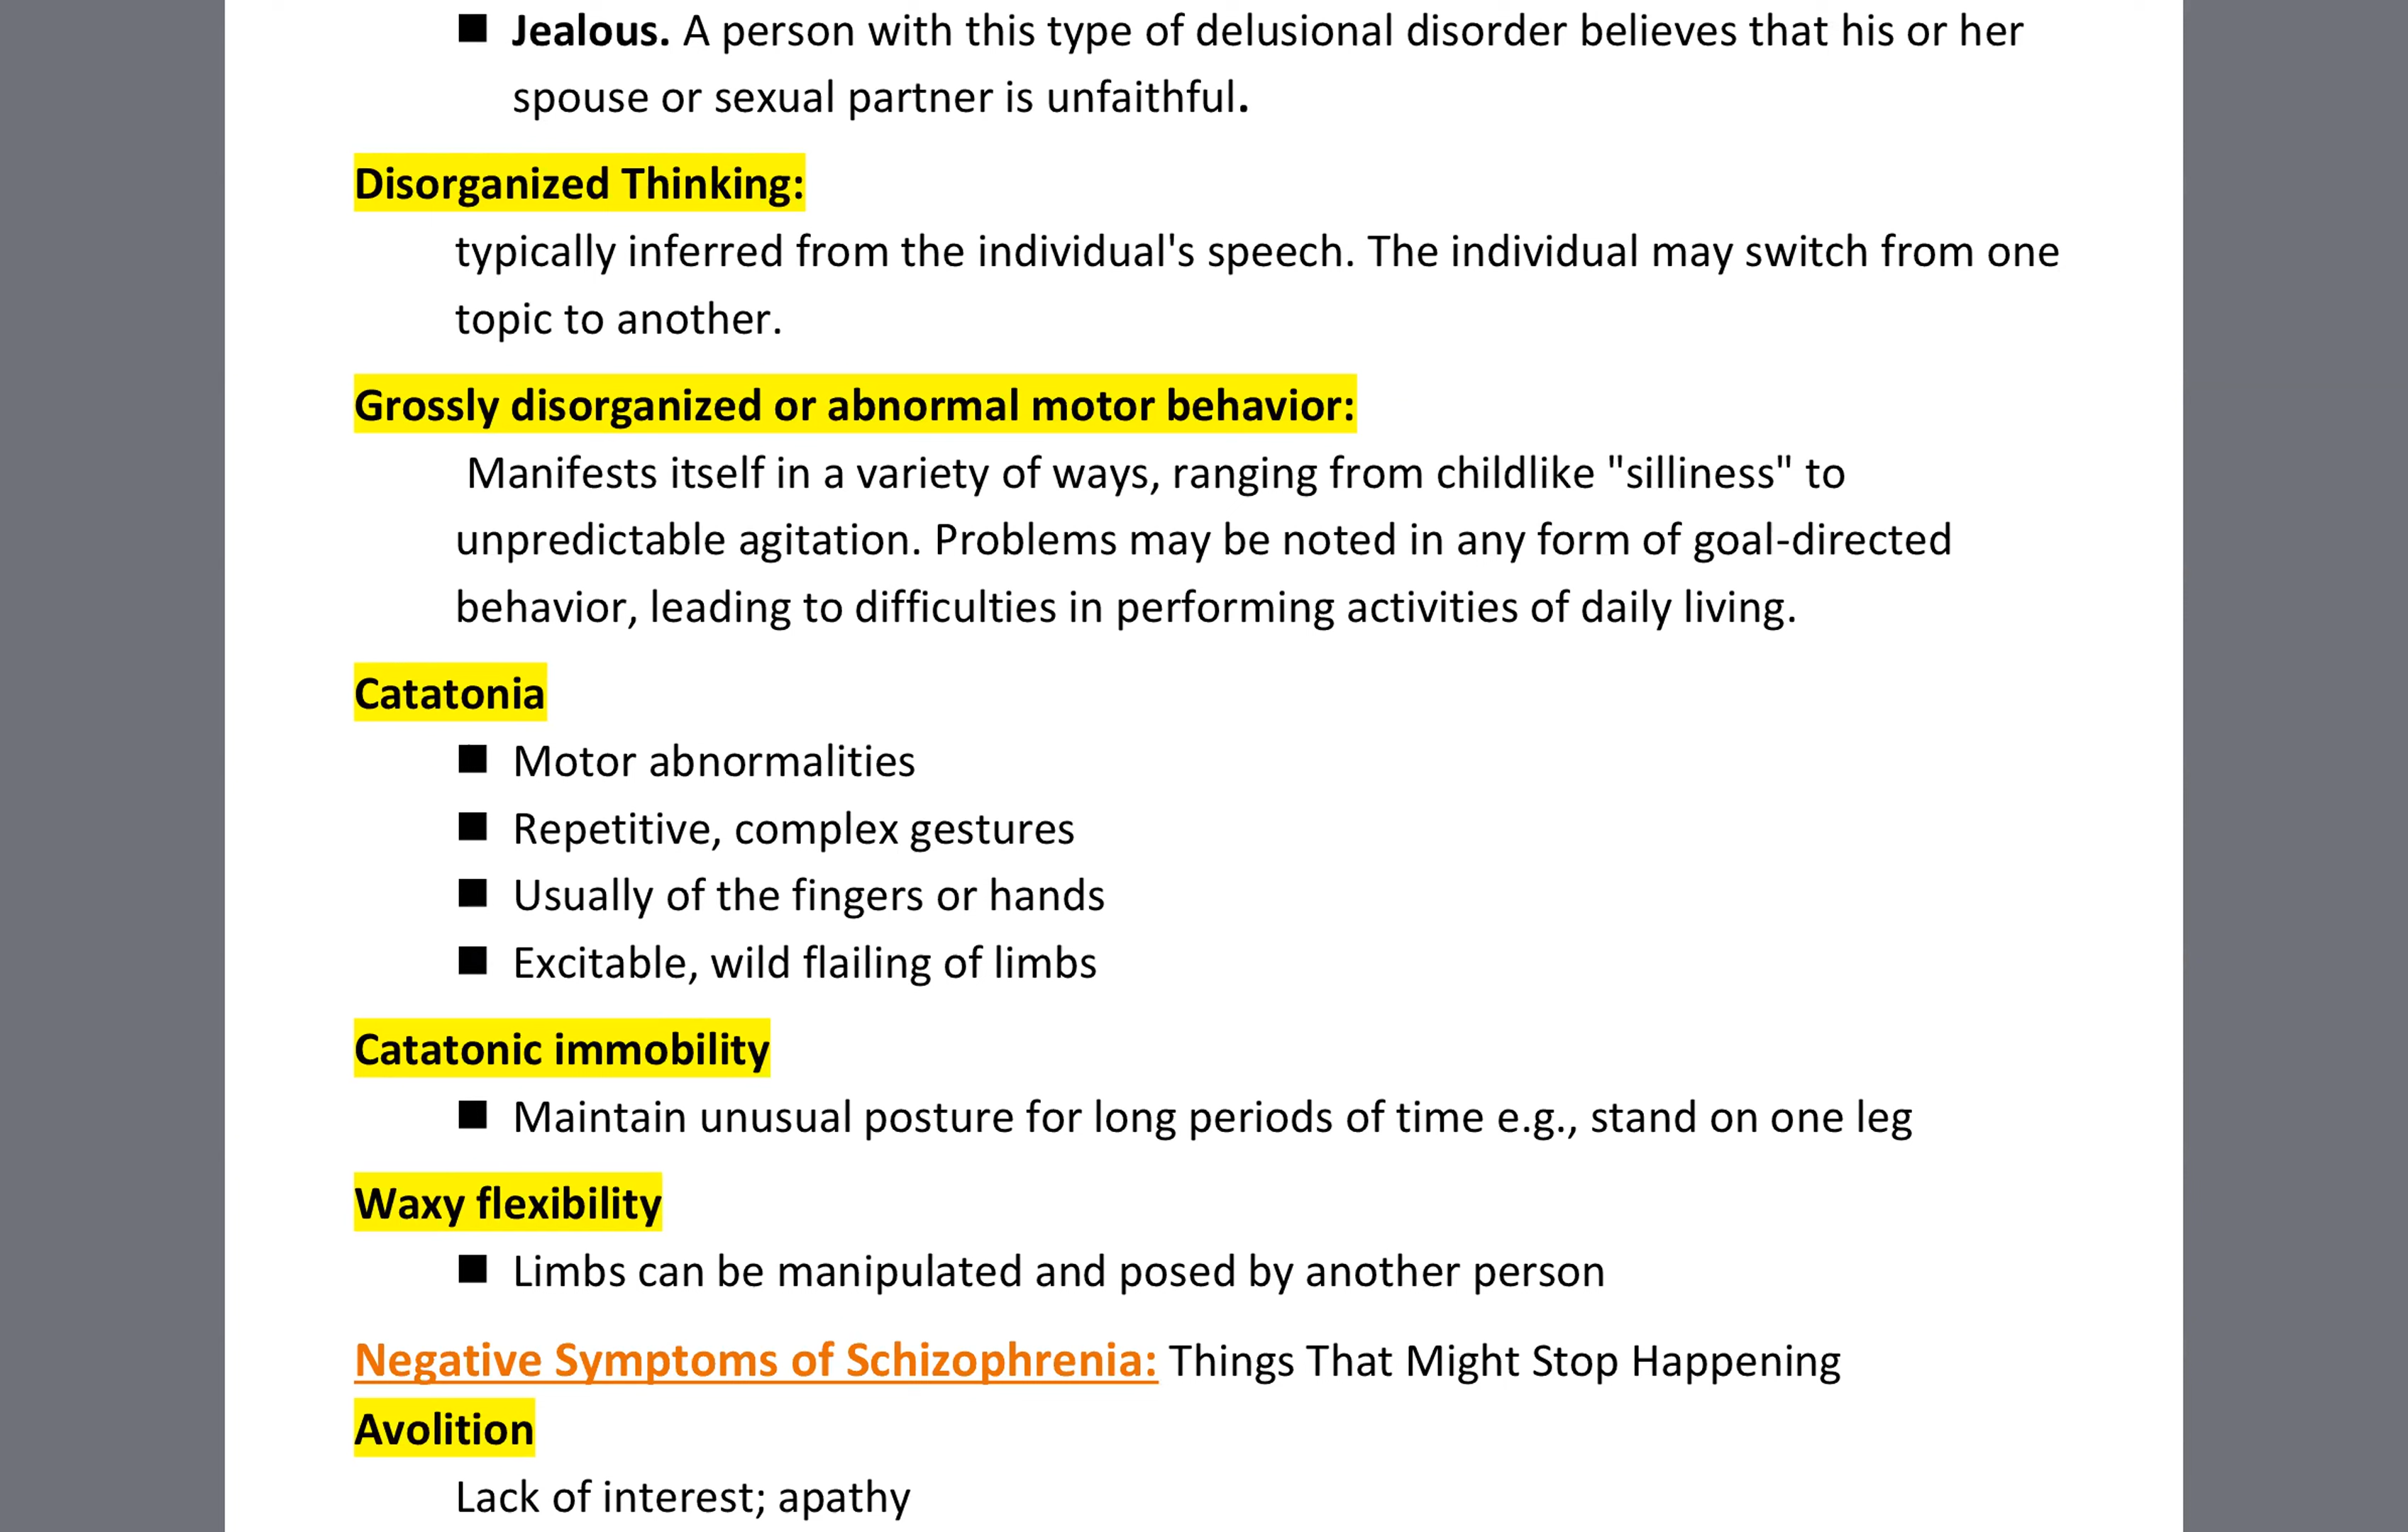 ■ Jealous. A person with this type of delusional disorder believes that his or her
spouse or sexual partner is unfaithful.
Disorganized Thinking:
typically inferred from the individual's speech. The individual may switch from one
topic to another.
Grossly disorganized or abnormal motor behavior:
Manifests itself in a variety of ways, ranging from childlike "silliness" to
unpredictable agitation. Problems may be noted in any form of goal-directed
behavior, leading to difficulties in performing activities of daily living.
Catatonia
■ Motor abnormalities
■ Repetitive, complex gestures
■ Usually of the fingers or hands
■ Excitable, wild flailing of limbs
Catatonic immobility
■ Maintain unusual posture for long periods of time e.g., stand on one leg
Waxy flexibility
■ Limbs can be manipulated and posed by another person
Negative Symptoms of Schizophrenia: Things That Might Stop Happening
Avolition
Lack of interest; apathy